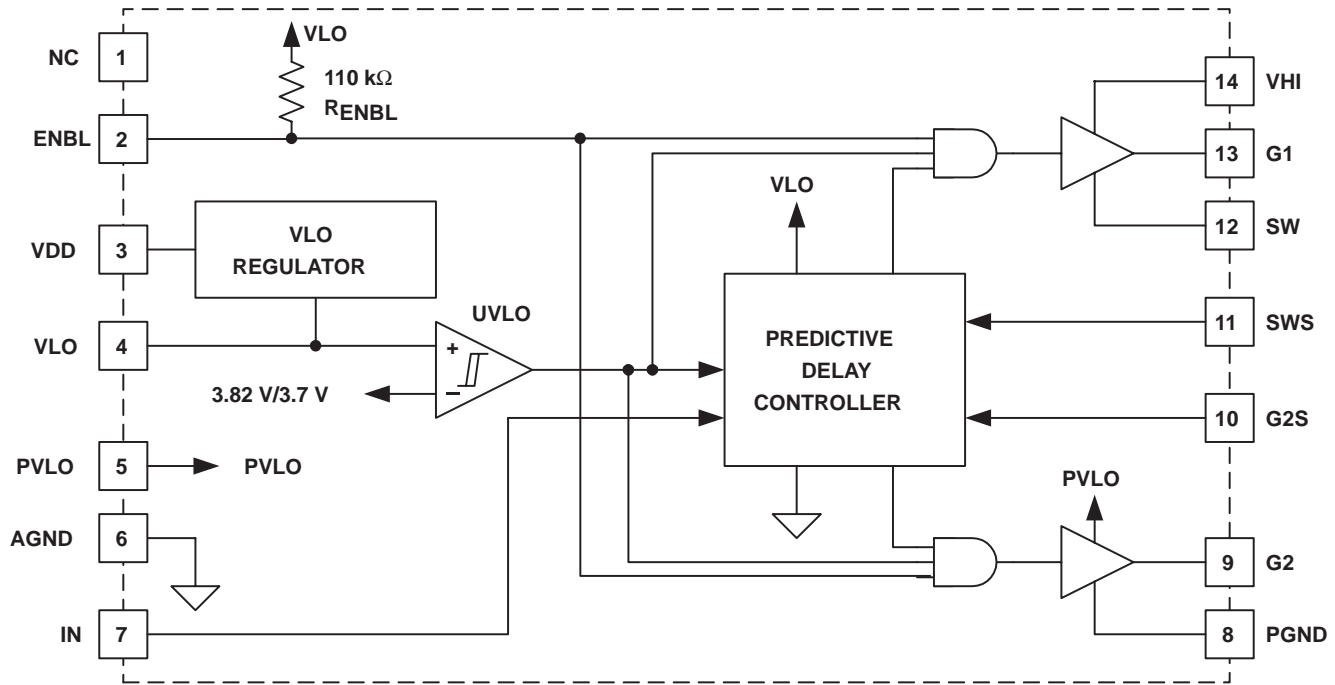 NC
1
VLO
110 kΩ
RENBL
ENBL
2
VDD
3
VLO
REGULATOR
VLO
4
UVLO
+
−
3.82 V/3.7 V
PVLO
5
PVLO
AGND
6
IN
7
VLO
PREDICTIVE
DELAY
CONTROLLER
14
VHI
13
G1
12
SW
11
SWS
10
G2S
PVLO
9
G2
8
PGND